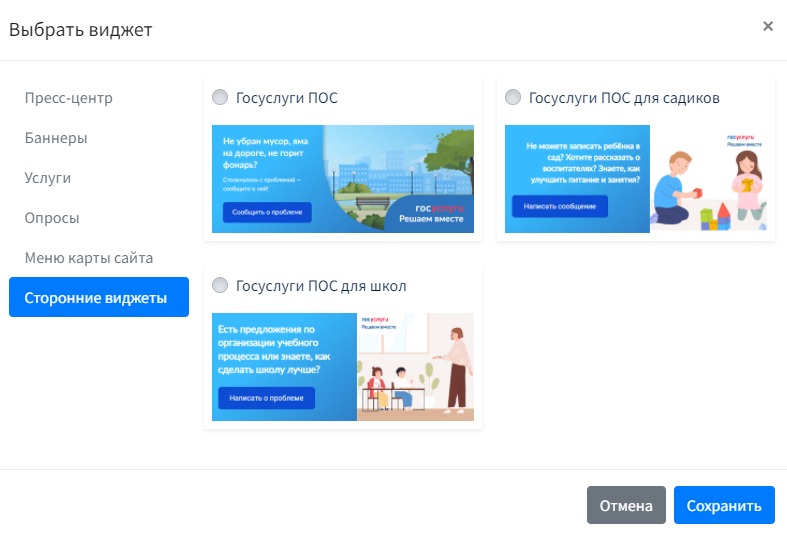 Выбрать виджет
×
Пресс-центр
Баннеры
Услуги
Опросы
Меню карты сайта
Сторонние виджеты
Госуслуги ПОС
Не убран мусор, яма
на дороге, не горит
фонарь?
Столкнулись с проблемой —
сообщите о ней!
Сообщить о проблеме
госуслуги
Решаем вместе
Госуслуги ПОС для садиков
Не можете записать ребёнка в
сад? Хотите рассказать о
воспитателях? Знаете, как
улучшить питание и занятия?
Написать сообщение
госуслуги
Решаем вместе
Госуслуги ПОС для школ
Есть предложения по
организации учебного
процесса или знаете, как
сделать школу лучше?
Написать о проблеме
госуслуги
Решаем вместе
Отмена
Сохранить